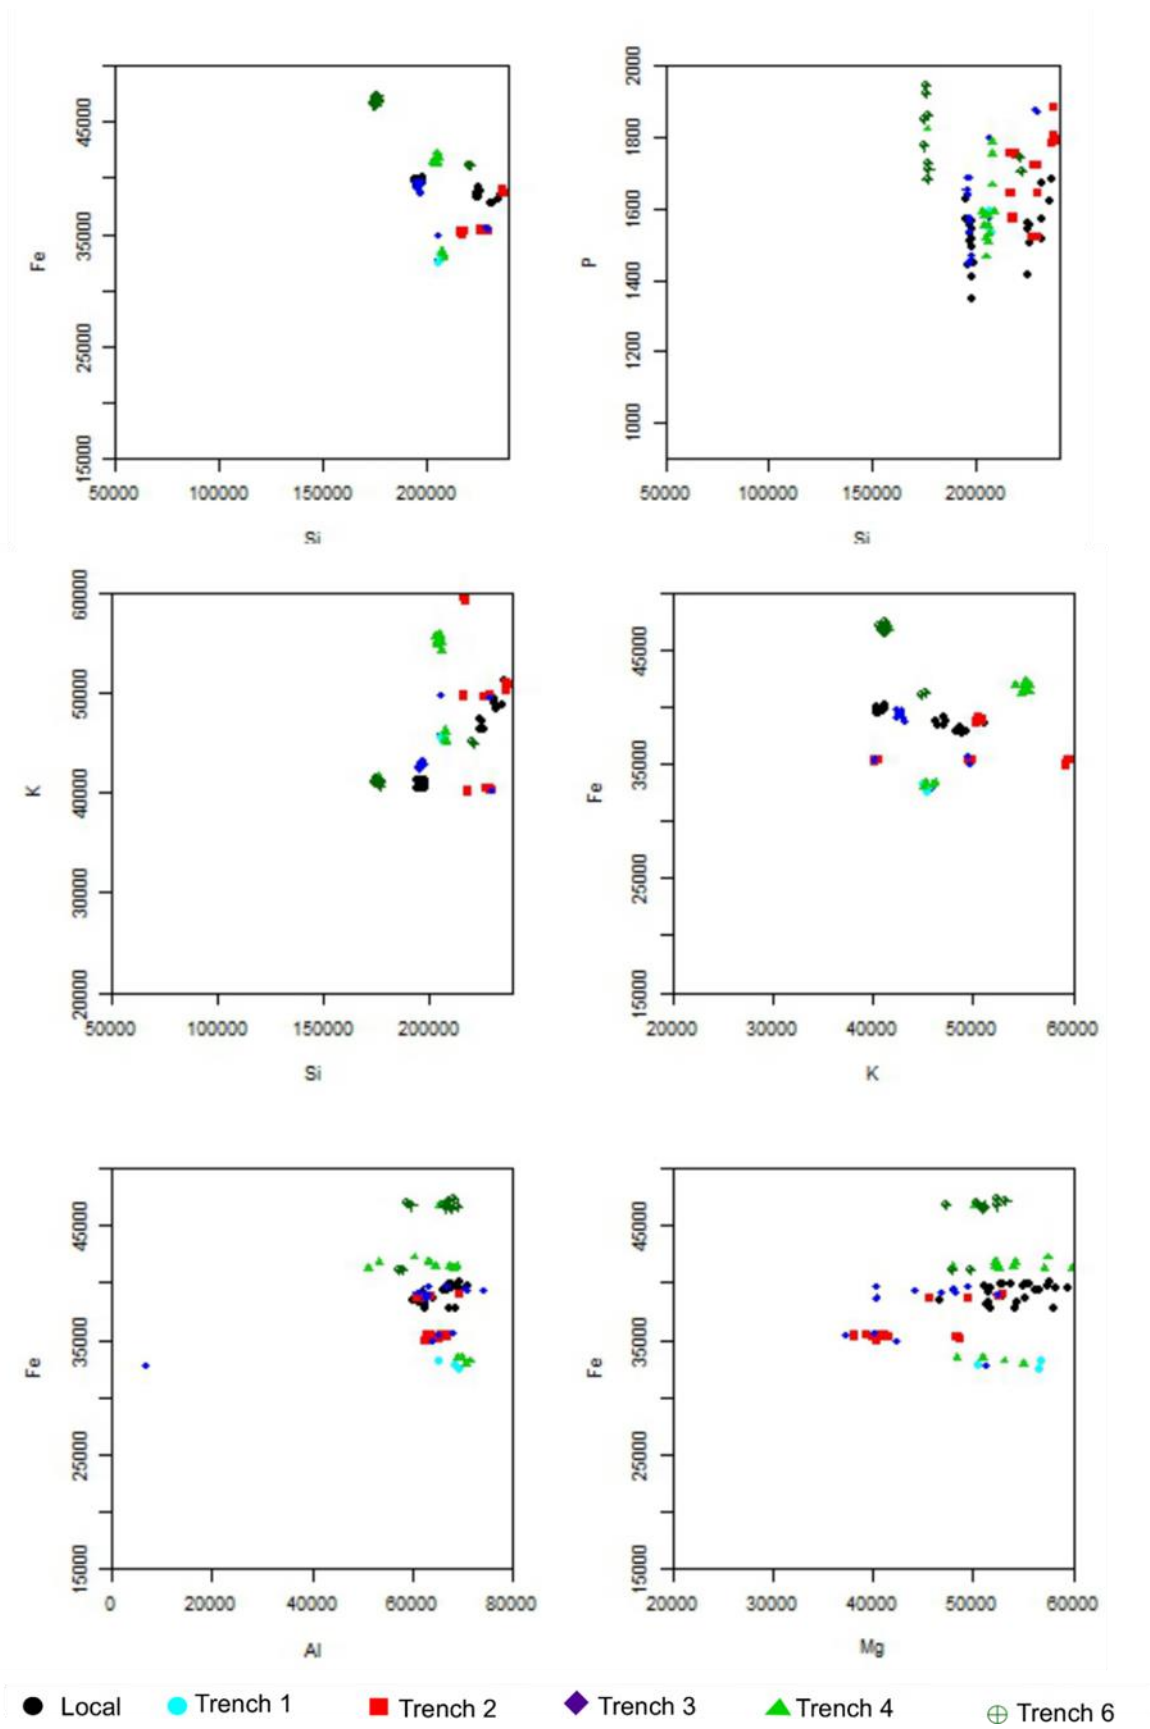 Fe
15000 25000 35000 45000
50000 100000 150000 200000
Si
P
1000 1200 1400 1600 1800 2000
50000 100000 150000 200000
Si
K
20000 30000 40000 50000 60000
50000 100000 150000 200000
Si
Fe
15000 25000 35000 45000
20000 30000 40000 50000 60000
K
Fe
15000 25000 35000 45000
0 20000 40000 60000 80000
Al
Fe
15000 25000 35000 45000
20000 30000 40000 50000 60000
Mg
Local Trench 1 Trench 2 Trench 3 Trench 4 Trench 6